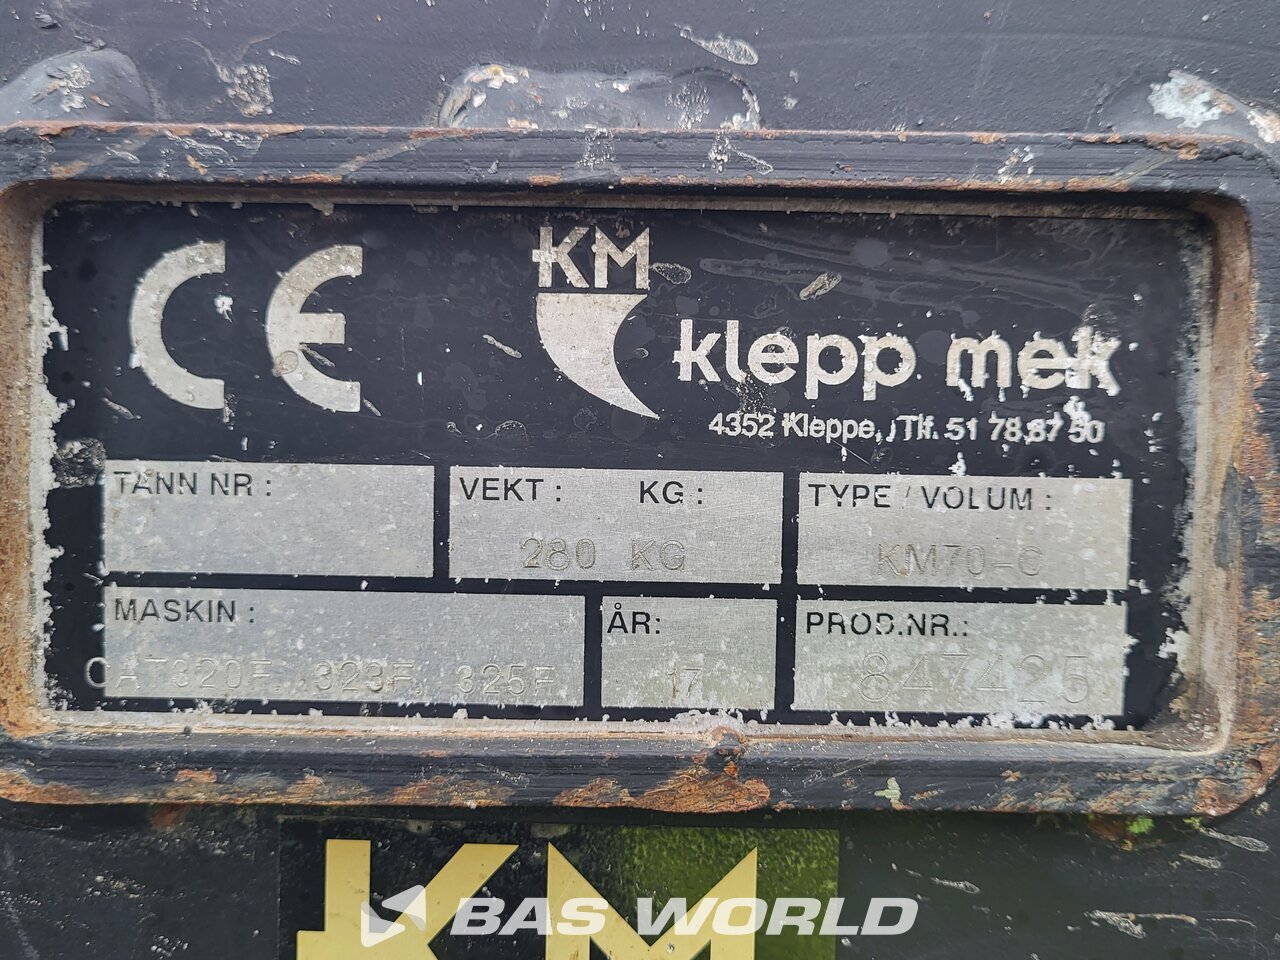 CE
KM
klepp mek
4352 Kleppe, Tlf. 51 78 87 50
TANN NR :
VEKT : KG :
280 KG
TYPE / VOLUM :
KM70-C
MASKIN :
CAT320F, 323F, 325F
ÅR:
17
PROD.NR.:
847425
KM
BAS WORLD